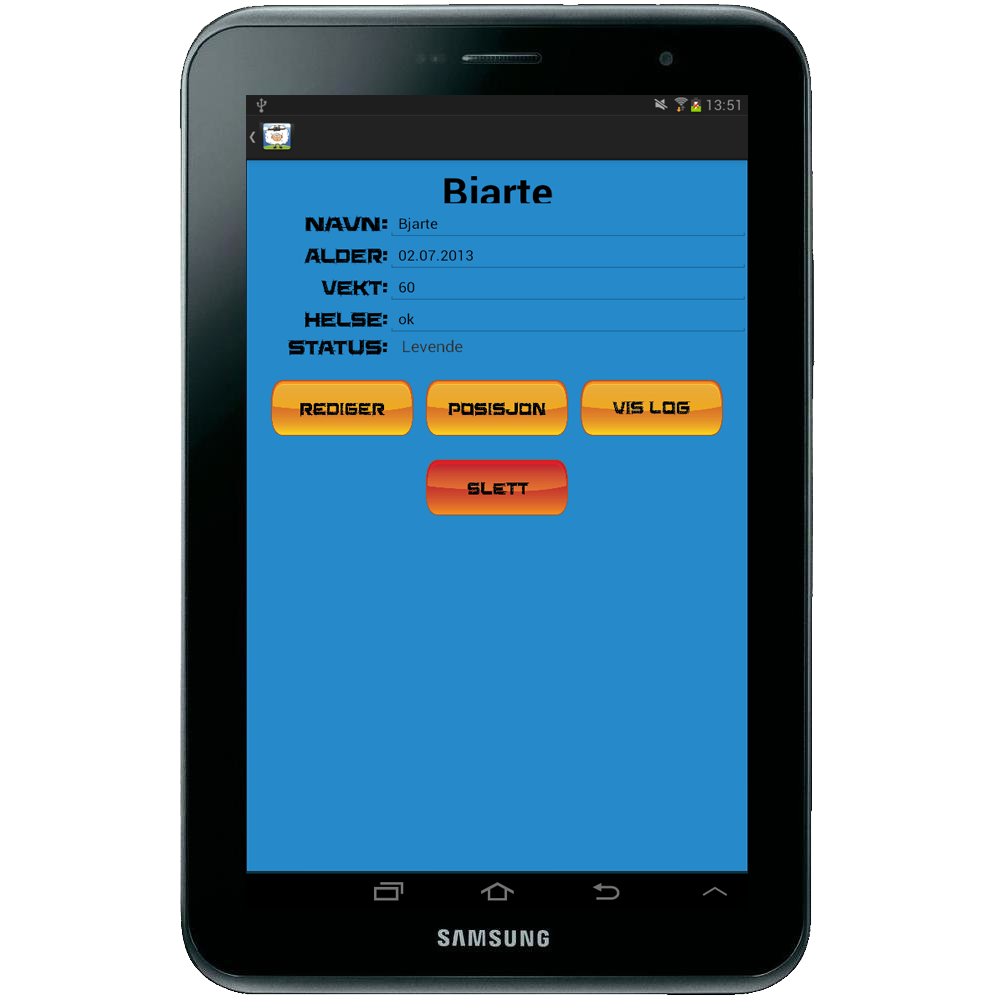 13:51
Bjarte
NAVN: Bjarte
ALDER: 02.07.2013
VEKT: 60
HELSE: ok
STATUS: Levende
REDIGER POSISJON VIS LOG
SLETT
SAMSUNG